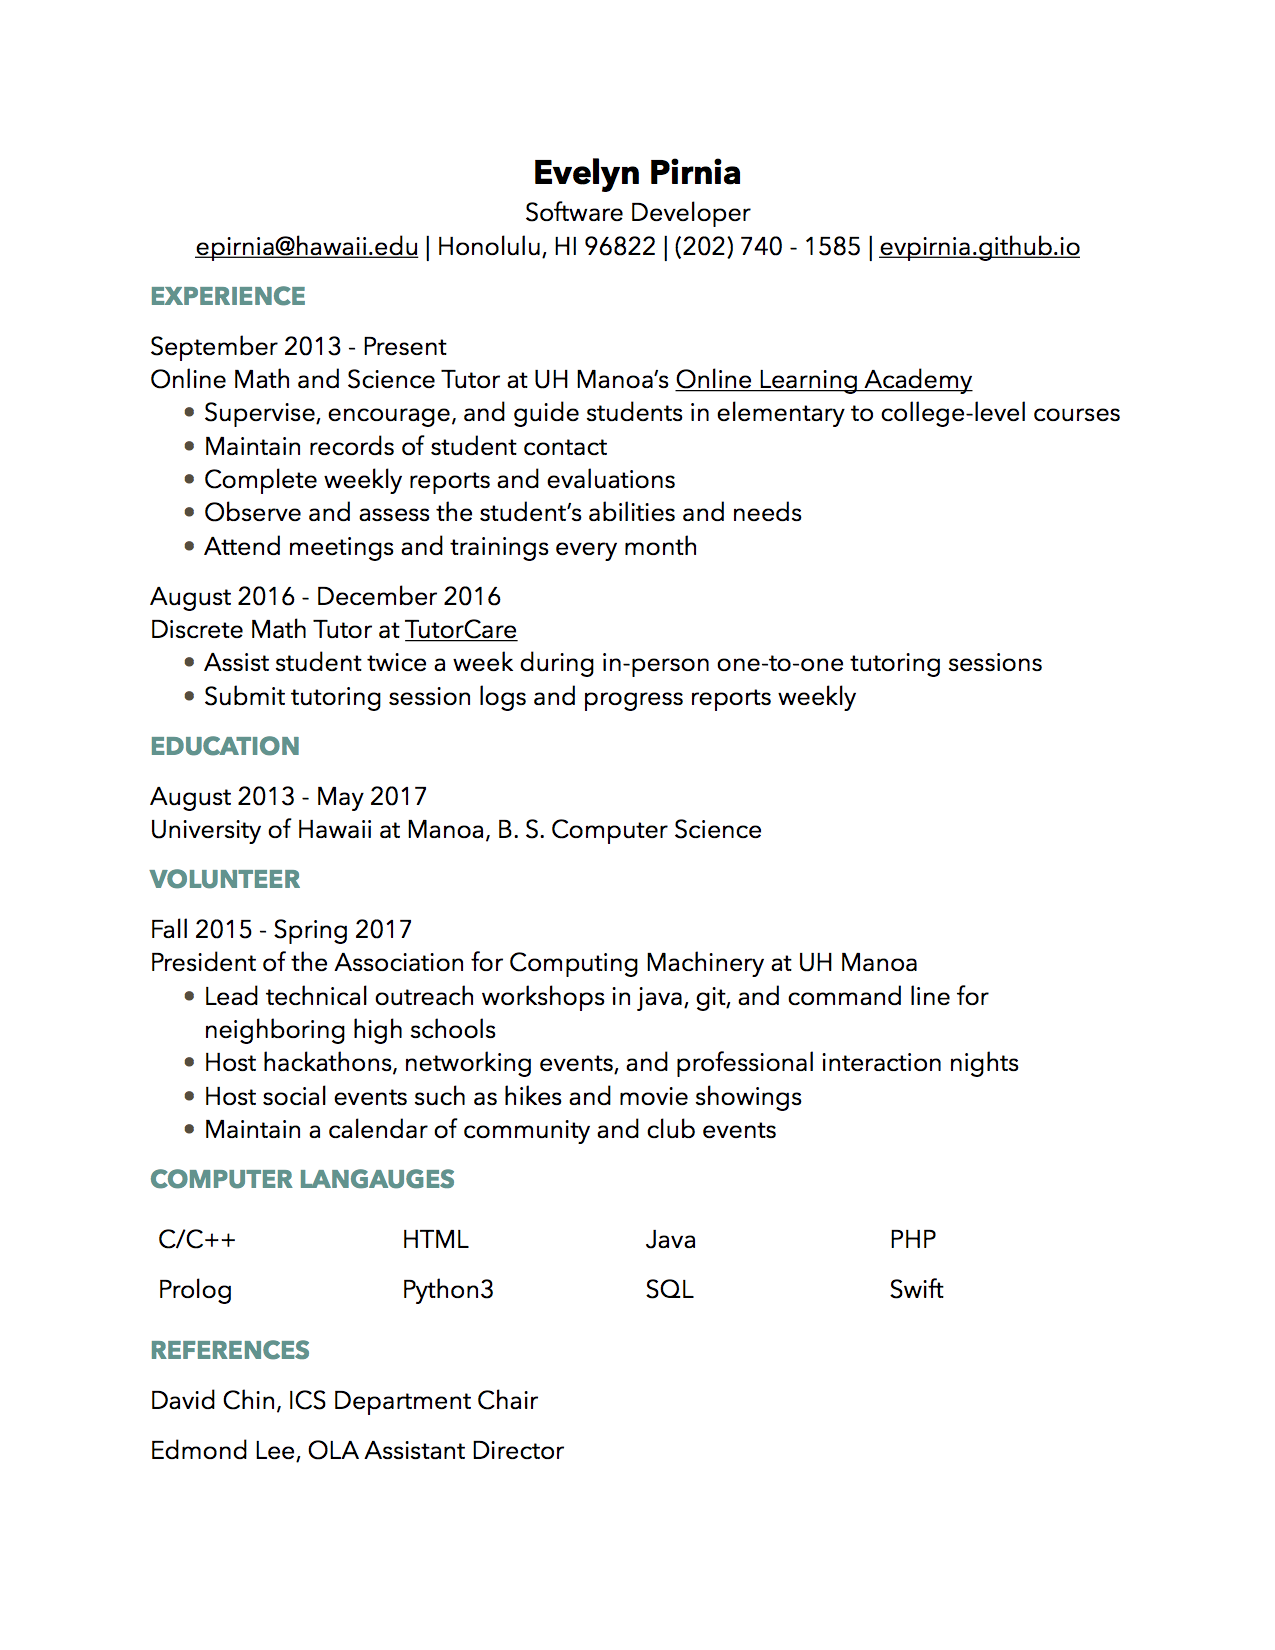 Evelyn Pirnia
Software Developer
epirnia@hawaii.edu | Honolulu, HI 96822 | (202) 740 - 1585 | evpirnia.github.io
EXPERIENCE
September 2013 - Present
Online Math and Science Tutor at UH Manoa’s Online Learning Academy
• Supervise, encourage, and guide students in elementary to college-level courses
• Maintain records of student contact
• Complete weekly reports and evaluations
• Observe and assess the student’s abilities and needs
• Attend meetings and trainings every month
August 2016 - December 2016
Discrete Math Tutor at TutorCare
• Assist student twice a week during in-person one-to-one tutoring sessions
• Submit tutoring session logs and progress reports weekly
EDUCATION
August 2013 - May 2017
University of Hawaii at Manoa, B. S. Computer Science
VOLUNTEER
Fall 2015 - Spring 2017
President of the Association for Computing Machinery at UH Manoa
• Lead technical outreach workshops in java, git, and command line for
neighboring high schools
• Host hackathons, networking events, and professional interaction nights
• Host social events such as hikes and movie showings
• Maintain a calendar of community and club events
COMPUTER LANGAUGES
C/C++ HTML Java PHP
Prolog Python3 SQL Swift
REFERENCES
David Chin, ICS Department Chair
Edmond Lee, OLA Assistant Director